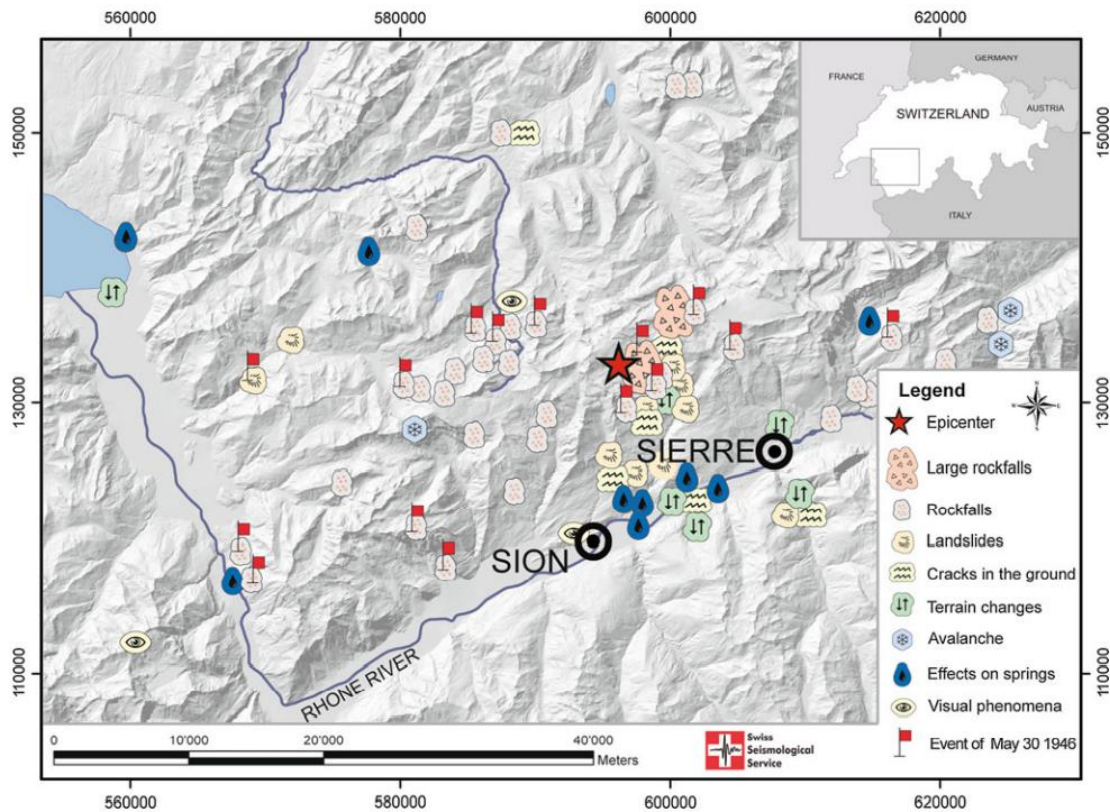 560000
580000
600000
620000
150000
150000
130000
130000
110000
110000
GERMANY
FRANCE
SWITZERLAND
AUSTRIA
ITALY
SIERRE
SION
RHONE RIVER
Legend
Epicenter
Large rockfalls
Rockfalls
Landslides
Cracks in the ground
Terrain changes
Avalanche
Effects on springs
Visual phenomena
Event of May 30 1946
0
10'000
20'000
40'000
Meters
Swiss
Seismological
Service
560000
580000
600000
620000